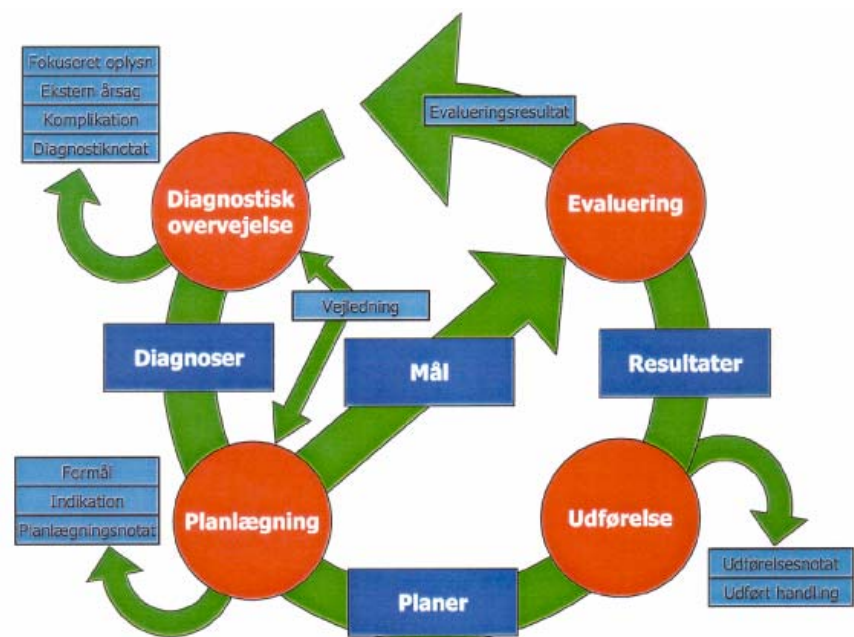 Fokuseret oplysn
Ekstern årsag
Komplikation
Diagnostiknotat
Evalueringsresultat
Diagnostisk
overvejelse
Evaluering
Vejledning
Diagnoser
Mål
Resultater
Formål
Indikation
Planlægningsnotat
Planlægning
Udførelse
Udførelsesnotat
Udført handling
Planer